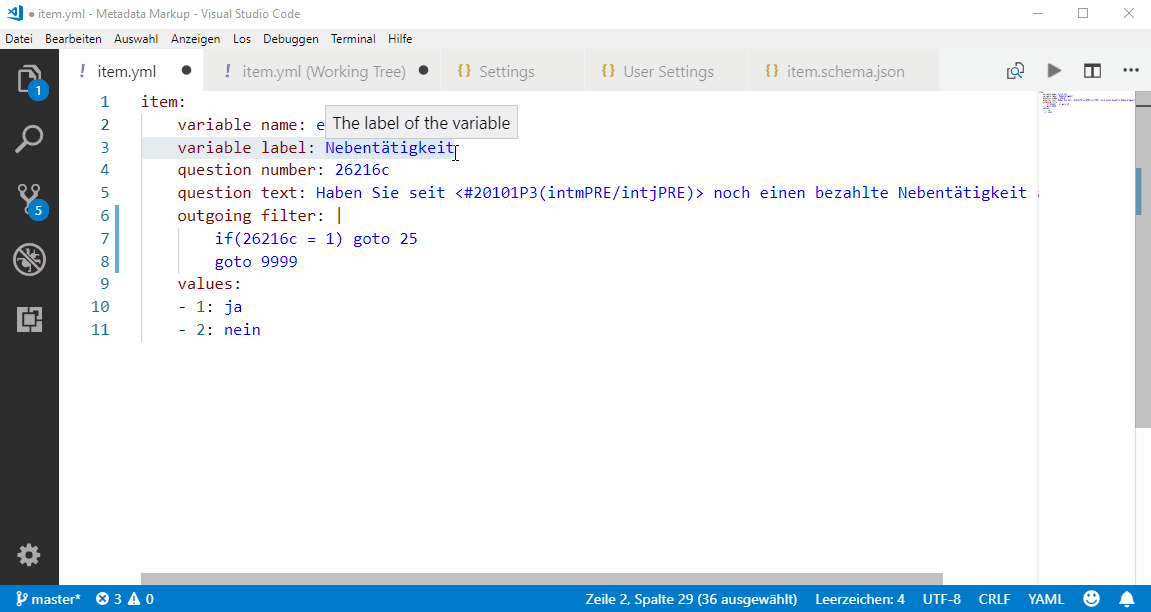 ● item.yml - Metadata Markup - Visual Studio Code
Datei Bearbeiten Auswahl Anzeigen Los Debuggen Terminal Hilfe
! item.yml ● ! item.yml (Working Tree) ● {} Settings {} User Settings {} item.schema.json
1 item:
The label of the variable
2 variable name: e
3 variable label: Nebentätigkeit
4 question number: 26216c
5 question text: Haben Sie seit <#20101P3(intmPRE/intjPRE)> noch einen bezahlte Nebentätigkeit
6 outgoing filter: |
7 if(26216c = 1) goto 25
8 goto 9999
9 values:
10 - 1: ja
11 - 2: nein
1
5
master* 3 0 Zeile 2, Spalte 29 (36 ausgewählt) Leerzeichen: 4 UTF-8 CRLF YAML